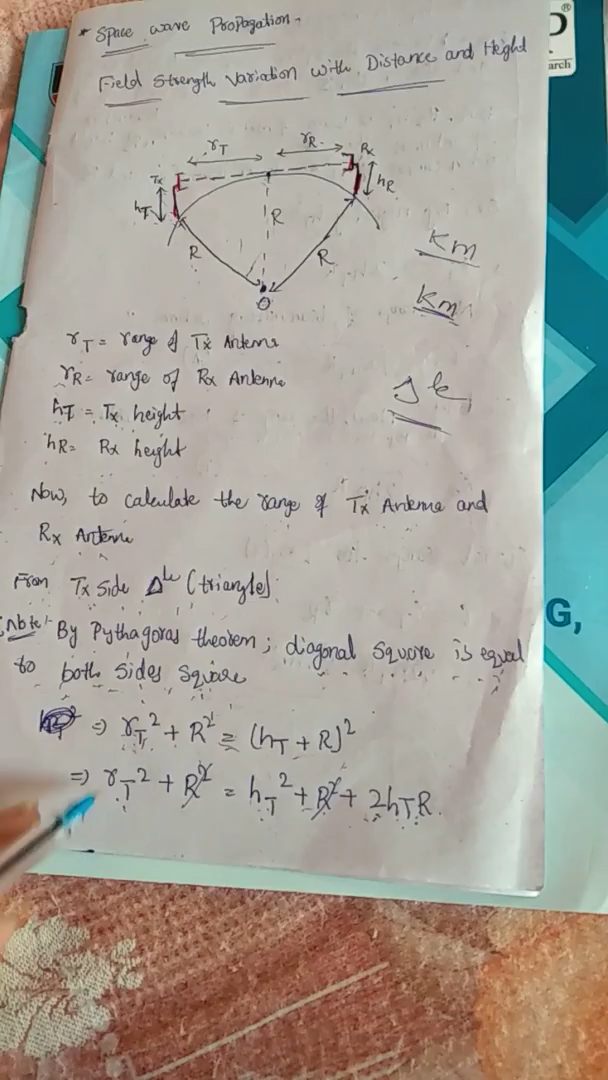 * Space wave Propagation -
Field Strength Variation with Distance and Height
rT rR
Tx Rx
hT hR
R R R
O
Km
Km
rT = range of Tx Antenna
rR = range of Rx Antenna
hT = Tx height
hR = Rx height
Now, to calculate the range of Tx Antenna and
Rx Antenna
From Tx side Δle (triangle)
Note:- By Pythagoras theorem; diagonal square is equal
to both sides square
⇒ rT² + R² = (hT + R)²
⇒ rT² + R² = hT² + R² + 2hTR
arch
G,